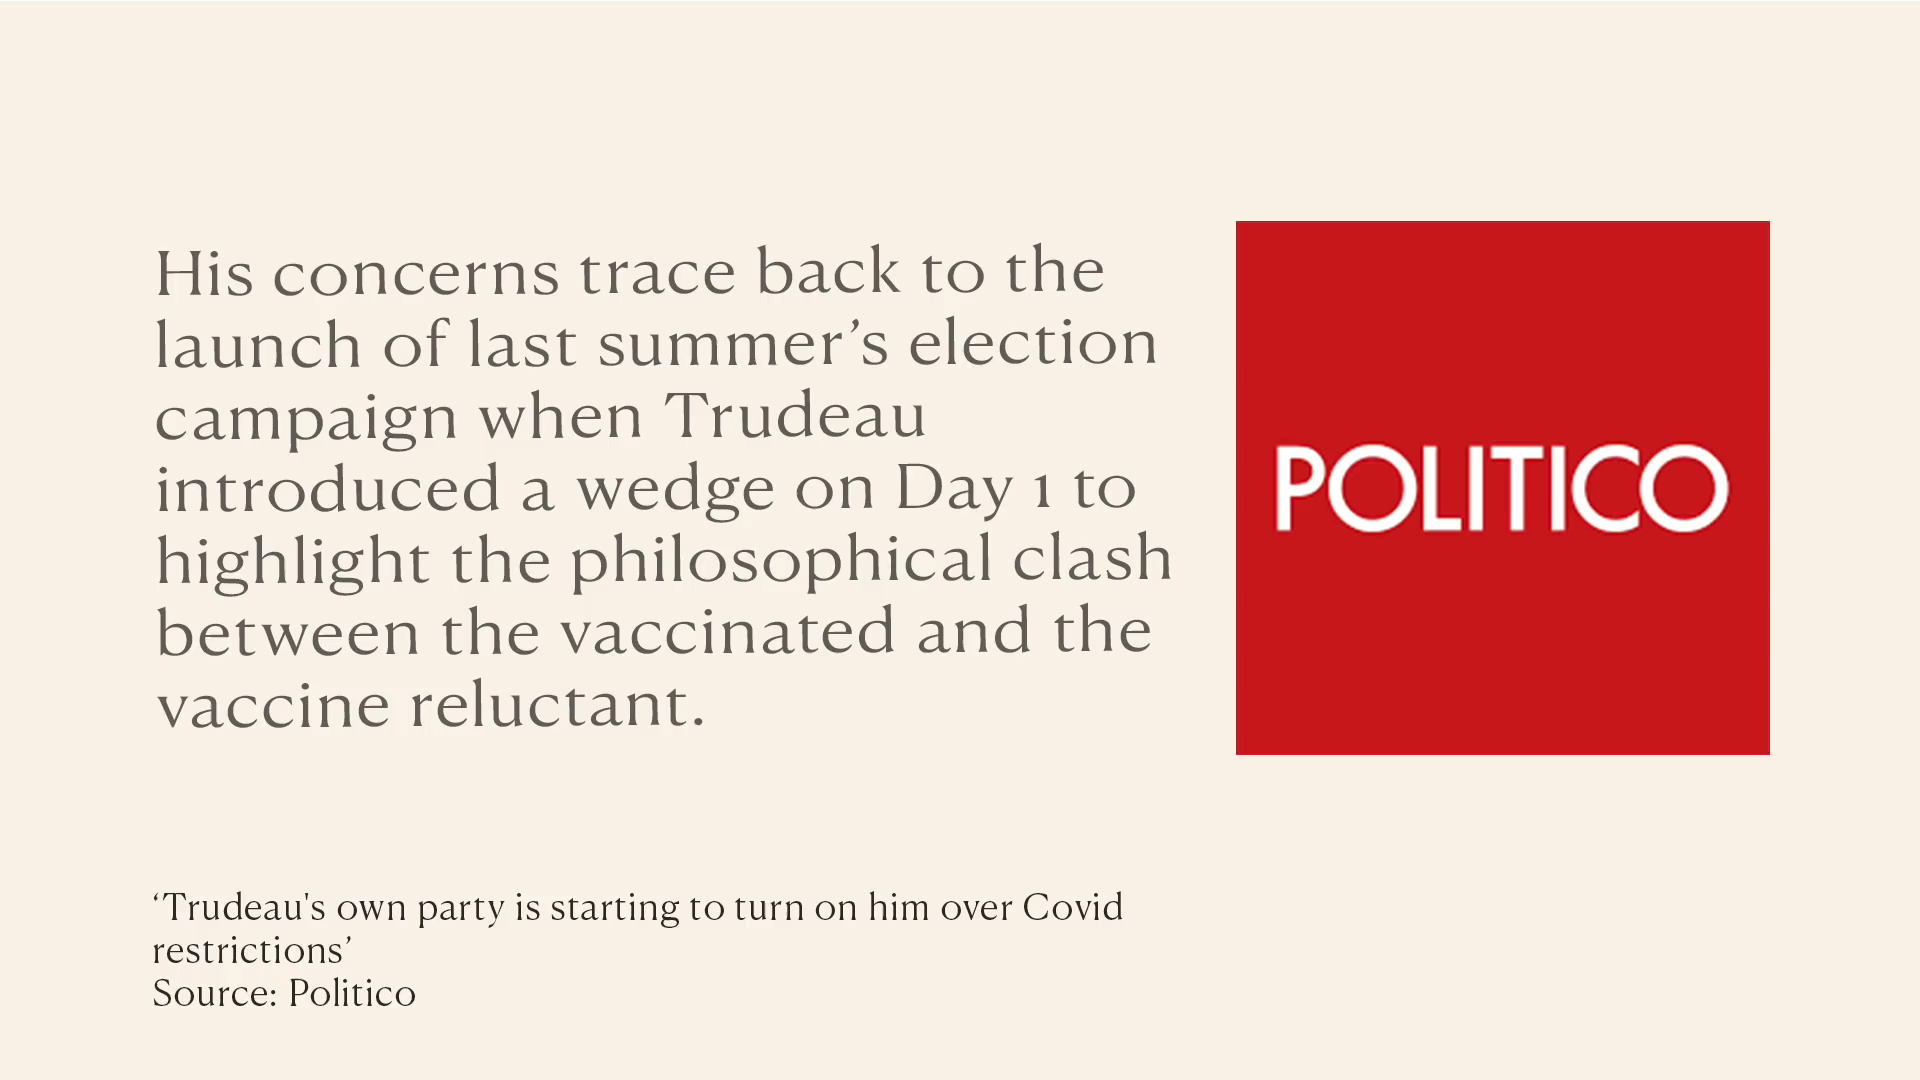 His concerns trace back to the
launch of last summer’s election
campaign when Trudeau
introduced a wedge on Day 1 to
highlight the philosophical clash
between the vaccinated and the
vaccine reluctant.
POLITICO
‘Trudeau's own party is starting to turn on him over Covid
restrictions’
Source: Politico